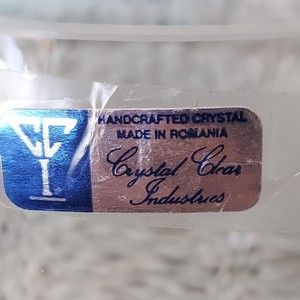 CCI
HANDCRAFTED CRYSTAL
MADE IN ROMANIA
Crystal Clear
Industries